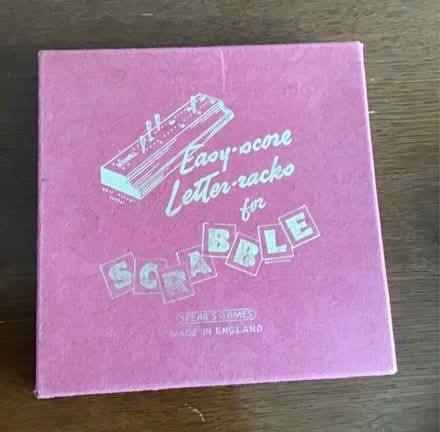 Easy-score
Letter-racks
for
SCRABBLE
SPEAR'S GAMES
MADE IN ENGLAND